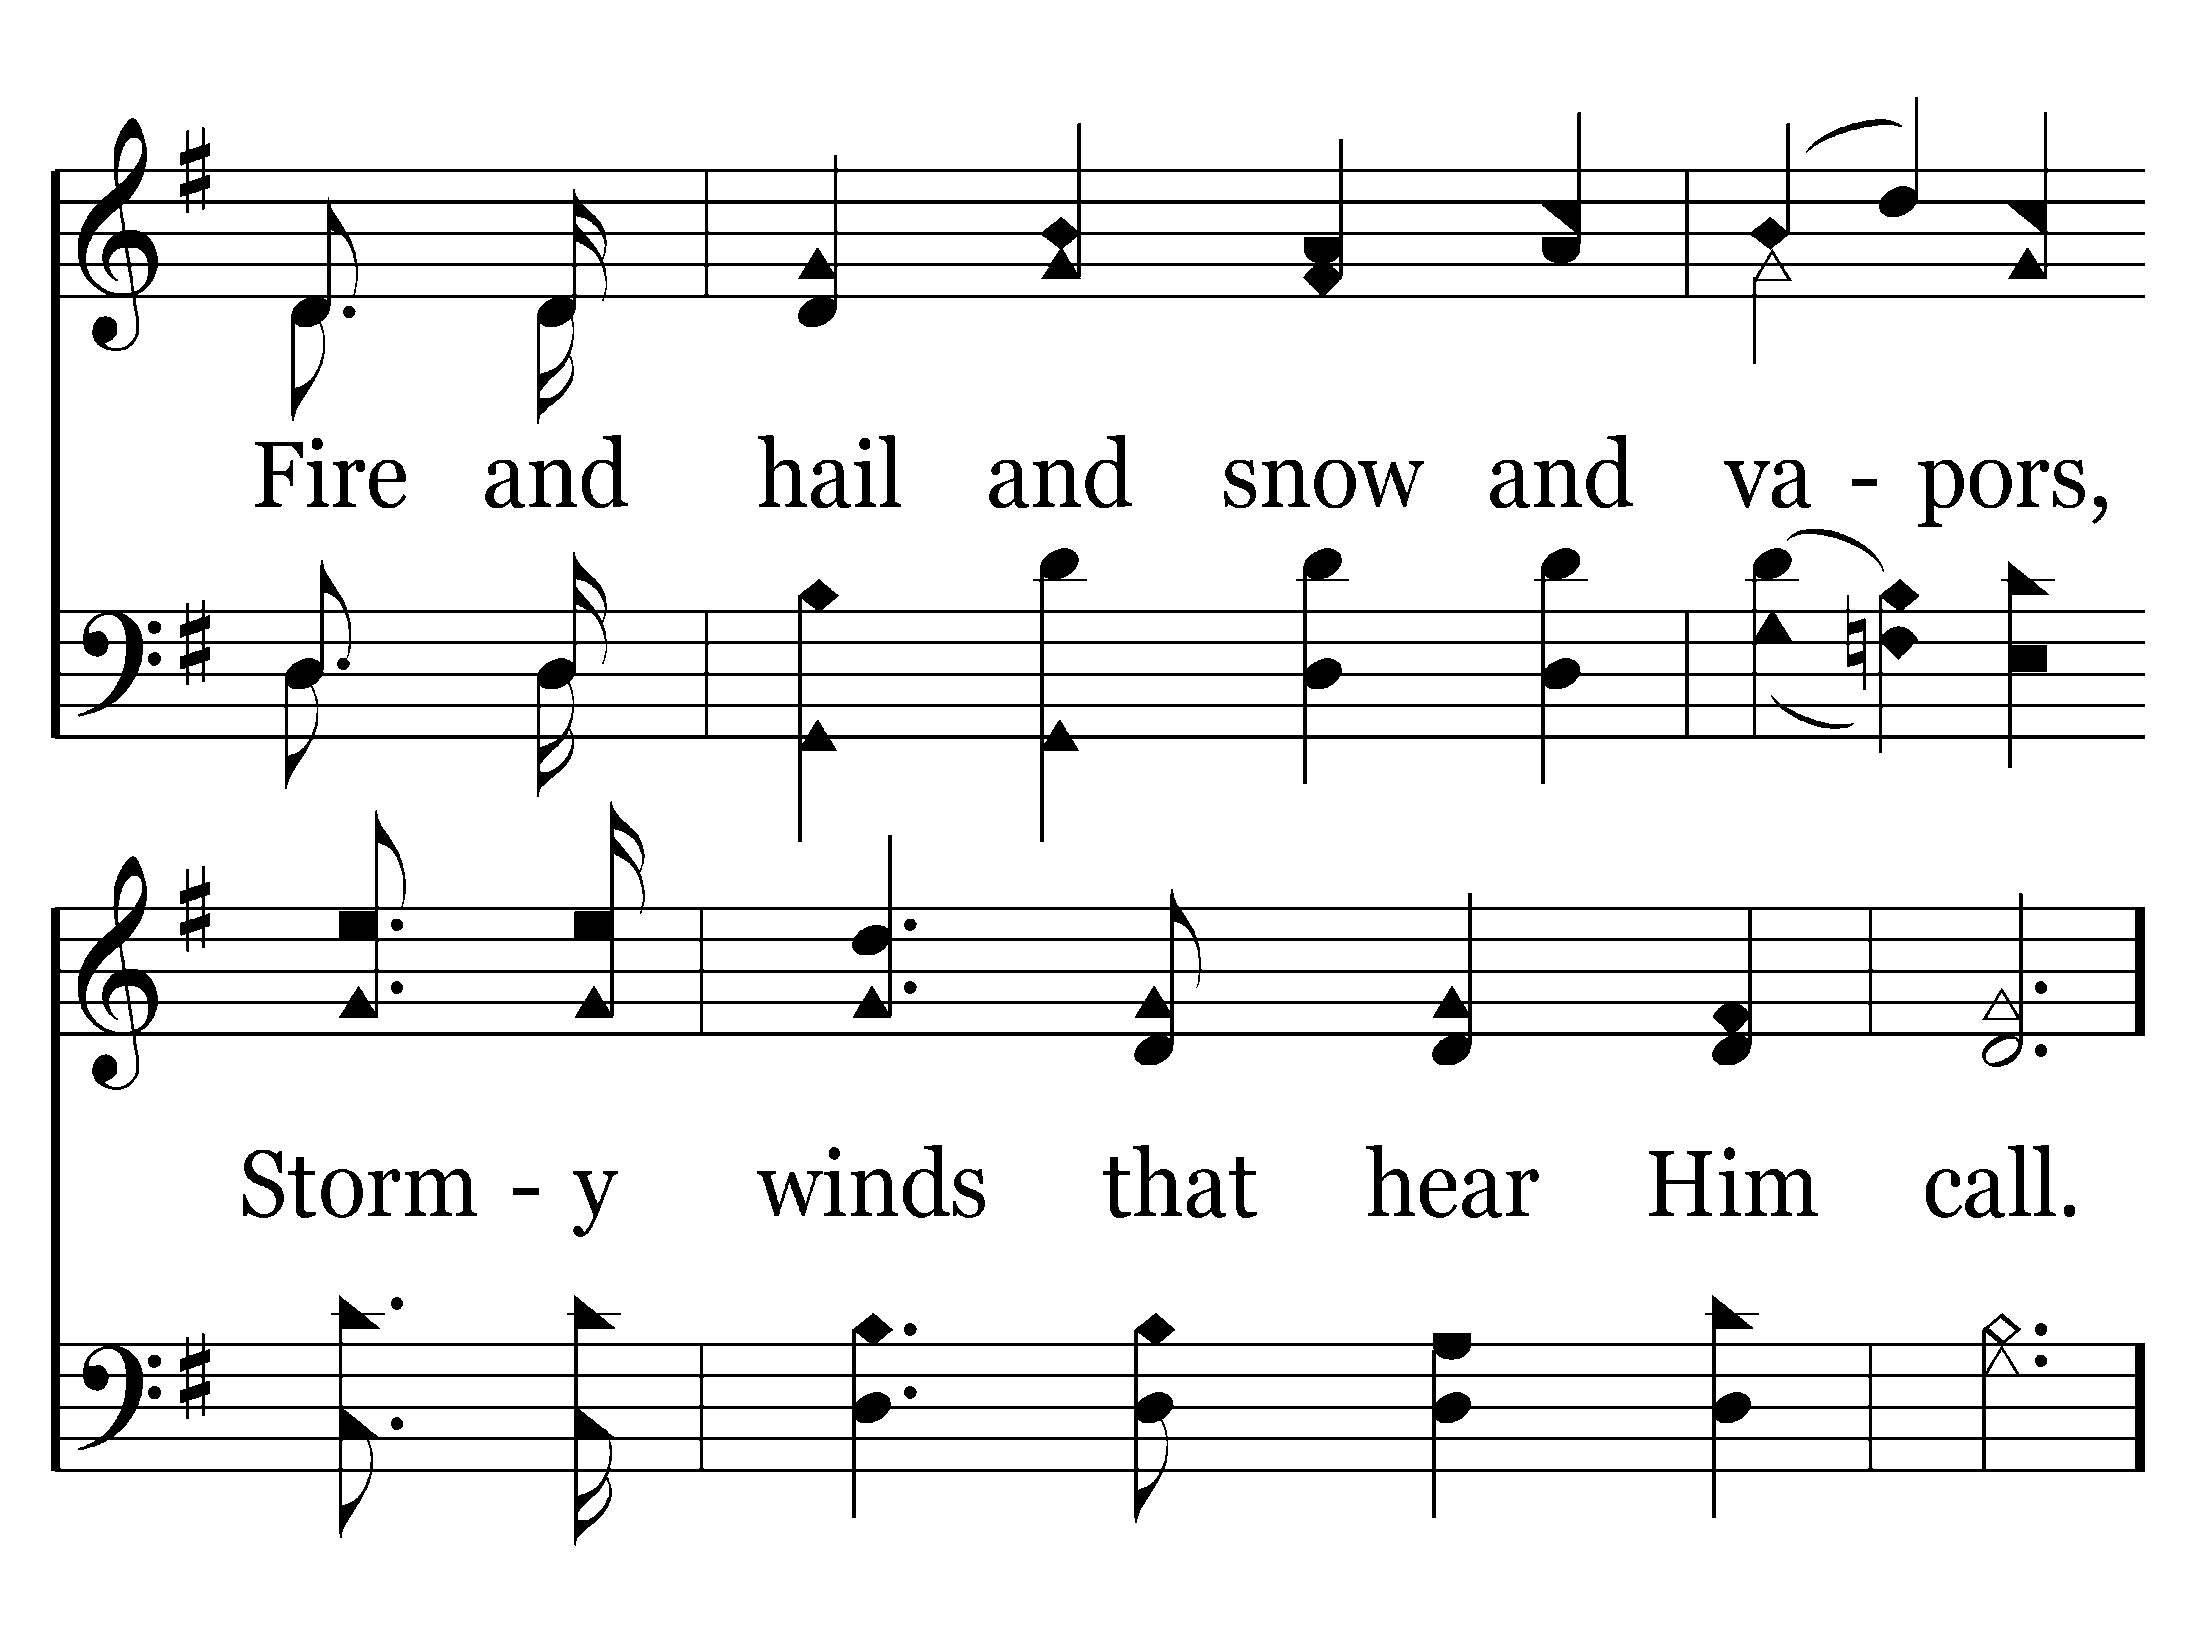 Fire and hail and snow and va - pors,
Storm - y winds that hear Him call.